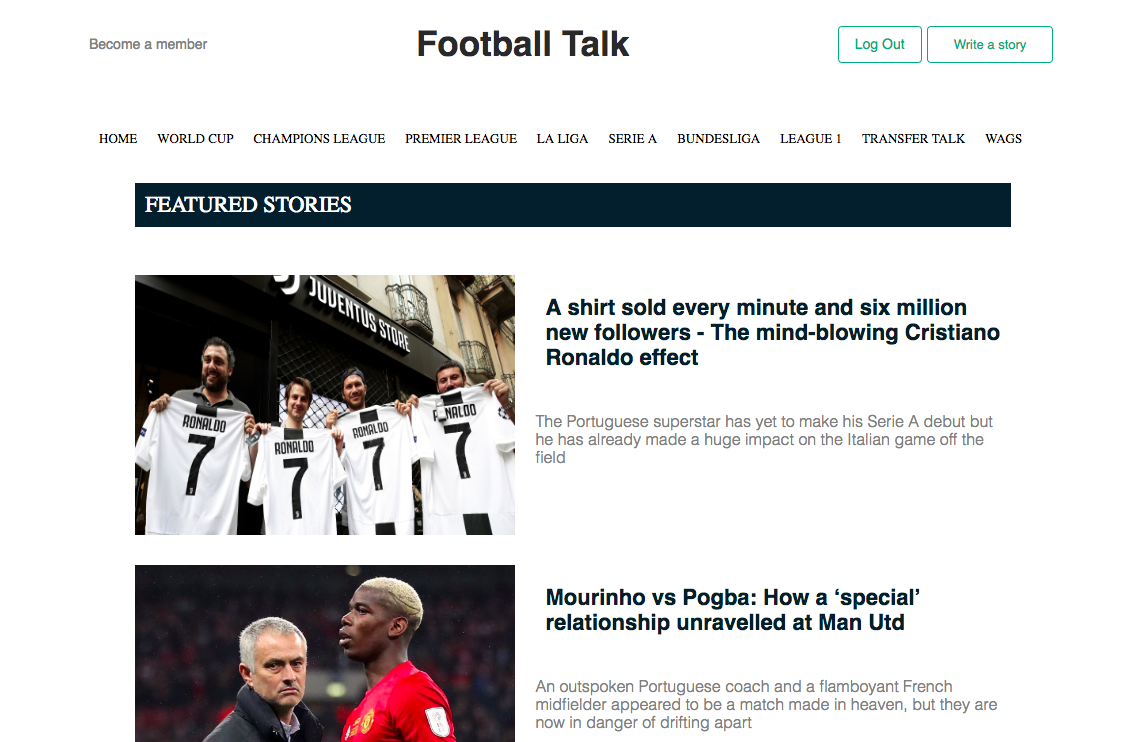 Become a member
Football Talk
Log Out
Write a story
HOME WORLD CUP CHAMPIONS LEAGUE PREMIER LEAGUE LA LIGA SERIE A BUNDESLIGA LEAGUE 1 TRANSFER TALK WAGS
FEATURED STORIES
JUVENTUS STORE
RONALDO
7
RONALDO
7
RONALDO
7
RONALDO
7
A shirt sold every minute and six million
new followers - The mind-blowing Cristiano
Ronaldo effect
The Portuguese superstar has yet to make his Serie A debut but
he has already made a huge impact on the Italian game off the
field
Mourinho vs Pogba: How a ‘special’
relationship unravelled at Man Utd
An outspoken Portuguese coach and a flamboyant French
midfielder appeared to be a match made in heaven, but they are
now in danger of drifting apart